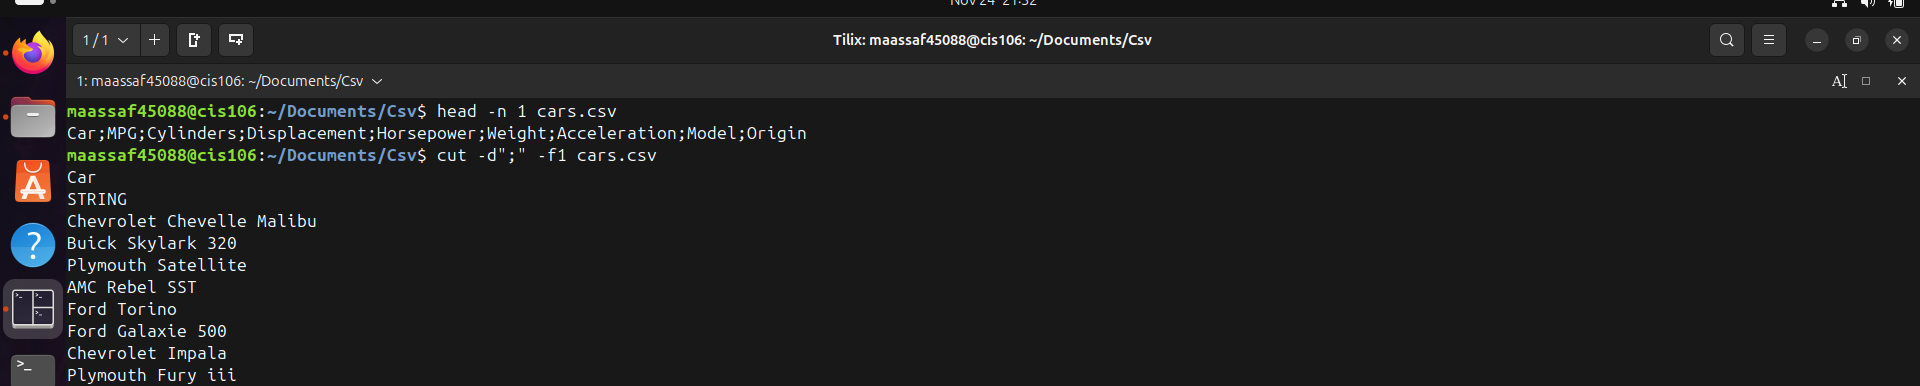 Nov 24 21:32
1 / 1
Tilix: maassaf45088@cis106: ~/Documents/Csv
1: maassaf45088@cis106: ~/Documents/Csv
maassaf45088@cis106:~/Documents/Csv$ head -n 1 cars.csv
Car;MPG;Cylinders;Displacement;Horsepower;Weight;Acceleration;Model;Origin
maassaf45088@cis106:~/Documents/Csv$ cut -d";" -f1 cars.csv
Car
STRING
Chevrolet Chevelle Malibu
Buick Skylark 320
Plymouth Satellite
AMC Rebel SST
Ford Torino
Ford Galaxie 500
Chevrolet Impala
Plymouth Fury iii